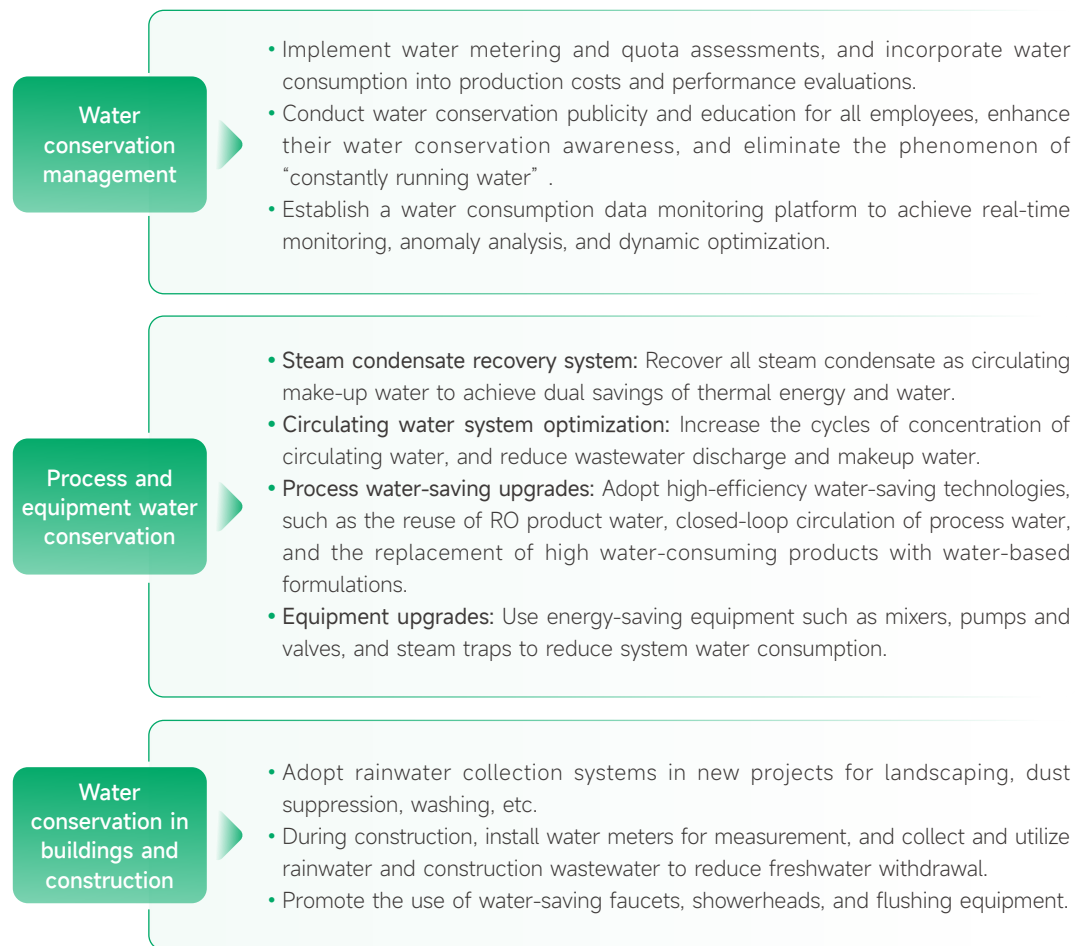 Water
conservation
management
• Implement water metering and quota assessments, and incorporate water
consumption into production costs and performance evaluations.
• Conduct water conservation publicity and education for all employees, enhance
their water conservation awareness, and eliminate the phenomenon of
“constantly running water” .
• Establish a water consumption data monitoring platform to achieve real-time
monitoring, anomaly analysis, and dynamic optimization.
Process and
equipment water
conservation
• Steam condensate recovery system: Recover all steam condensate as circulating
make-up water to achieve dual savings of thermal energy and water.
• Circulating water system optimization: Increase the cycles of concentration of
circulating water, and reduce wastewater discharge and makeup water.
• Process water-saving upgrades: Adopt high-efficiency water-saving technologies,
such as the reuse of RO product water, closed-loop circulation of process water,
and the replacement of high water-consuming products with water-based
formulations.
• Equipment upgrades: Use energy-saving equipment such as mixers, pumps and
valves, and steam traps to reduce system water consumption.
Water
conservation in
buildings and
construction
• Adopt rainwater collection systems in new projects for landscaping, dust
suppression, washing, etc.
• During construction, install water meters for measurement, and collect and utilize
rainwater and construction wastewater to reduce freshwater withdrawal.
• Promote the use of water-saving faucets, showerheads, and flushing equipment.